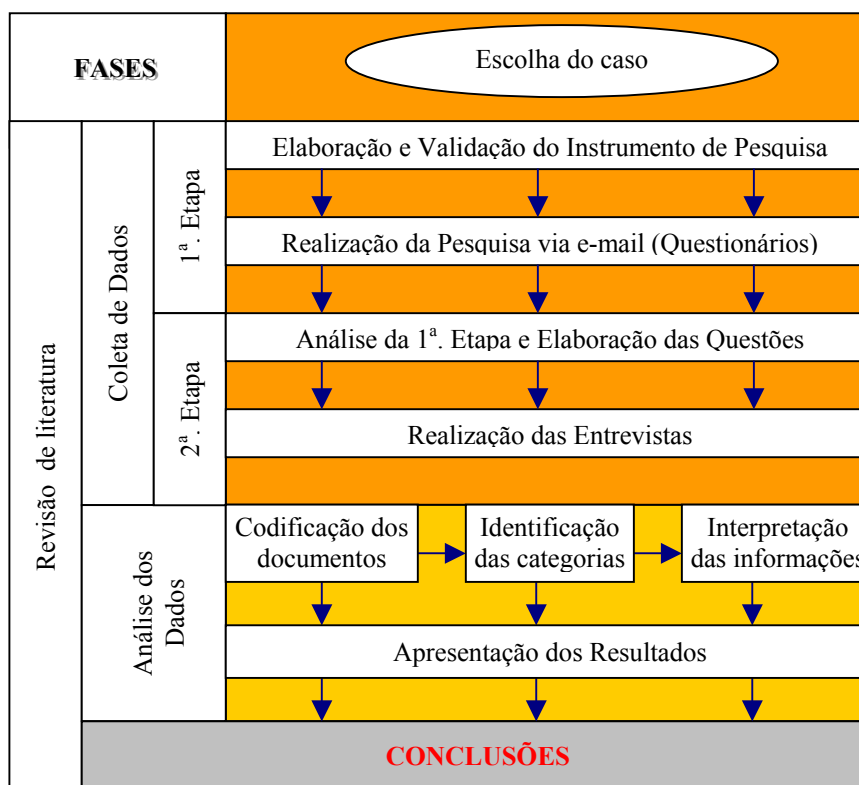 FASES
Escolha do caso
Revisão de literatura
Coleta de Dados
1ª. Etapa
Elaboração e Validação do Instrumento de Pesquisa
Realização da Pesquisa via e-mail (Questionários)
2ª. Etapa
Análise da 1ª. Etapa e Elaboração das Questões
Realização das Entrevistas
Análise dos
Dados
Codificação dos
documentos
Identificação
das categorias
Interpretação
das informações
Apresentação dos Resultados
CONCLUSÕES